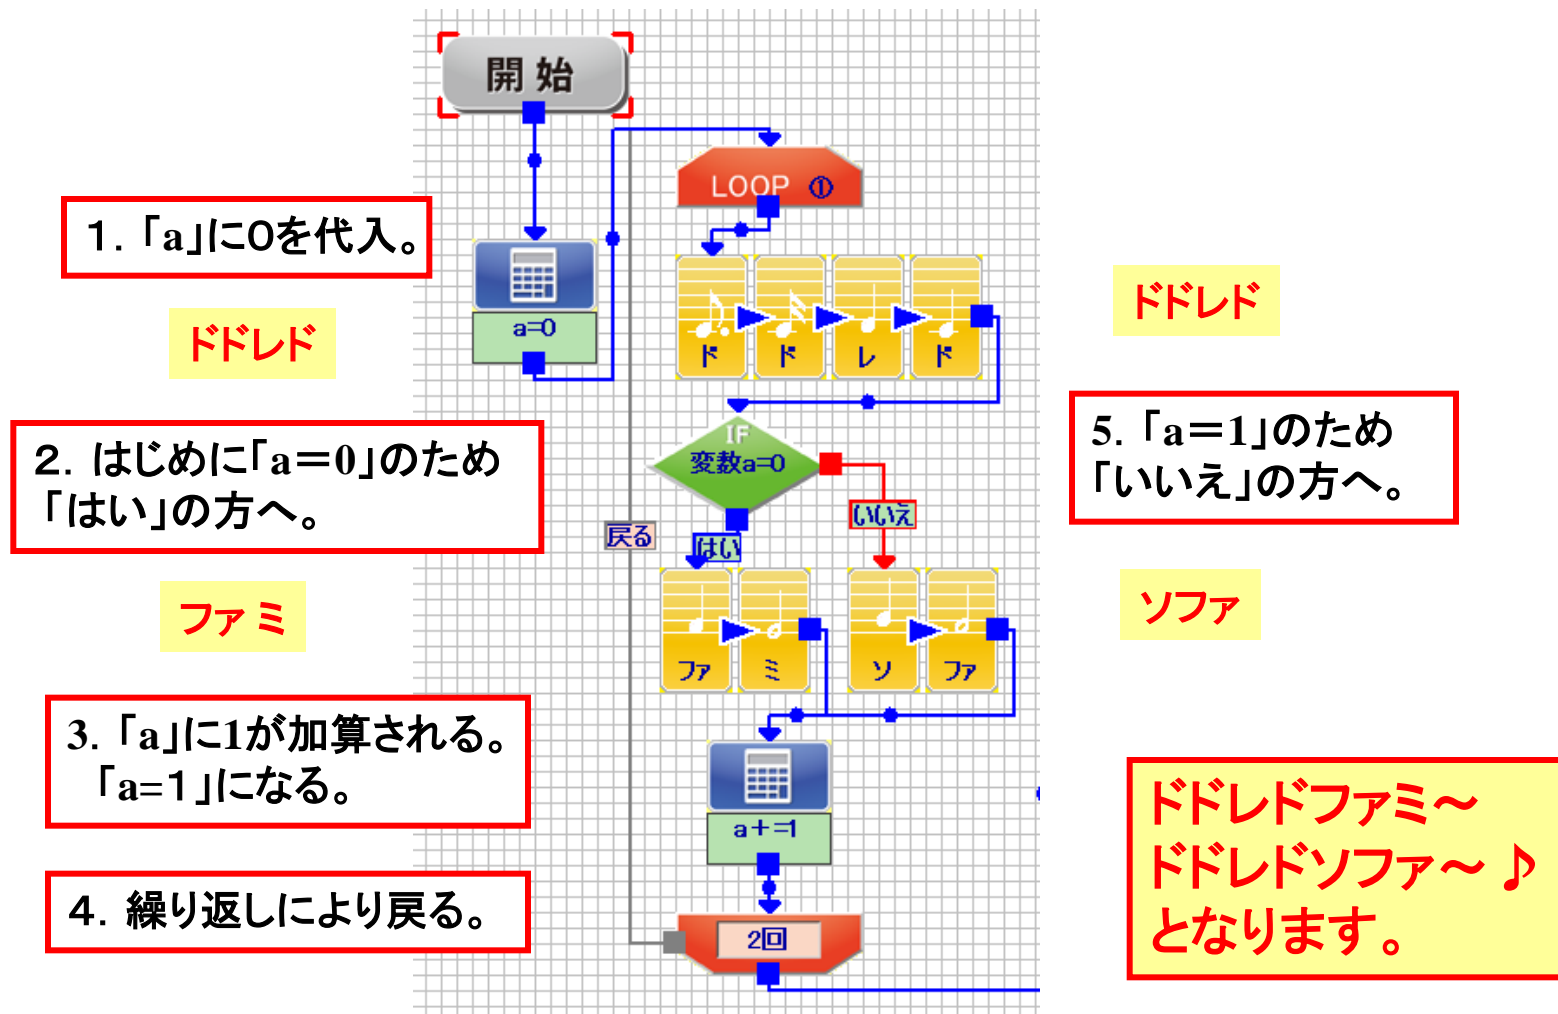 開始
1.「a」に0を代入。
ドドレド
2. はじめに「a=0」のため
「はい」の方へ。
ファ ミ
3.「a」に1が加算される。
「a=1」になる。
4. 繰り返しにより戻る。
a=0
LOOP ①
ド ド レ ド
IF
変数a=0
いいえ
はい
戻る
ファ ミ
ソ ファ
a+=1
2回
ドドレド
5.「a=1」のため
「いいえ」の方へ。
ソファ
ドドレドファミ～
ドドレドソファ～♪
となります。